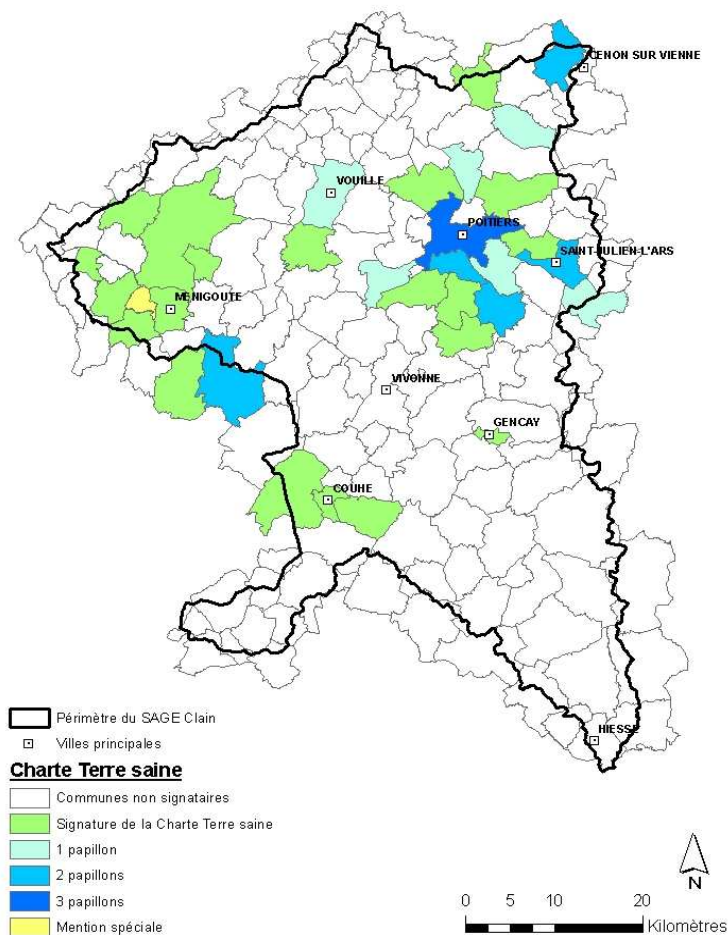 CENON SUR VIENNE
VOUILLE
POITIERS
SAINT-JULIEN-L'ARS
MENIGOUTE
VIVONNE
GENCAY
COUHE
HIESSE
Périmètre du SAGE Clain
Villes principales
Charte Terre saine
Communes non signataires
Signature de la Charte Terre saine
1 papillon
2 papillons
3 papillons
Mention spéciale
N
0 5 10 20
Kilomètres